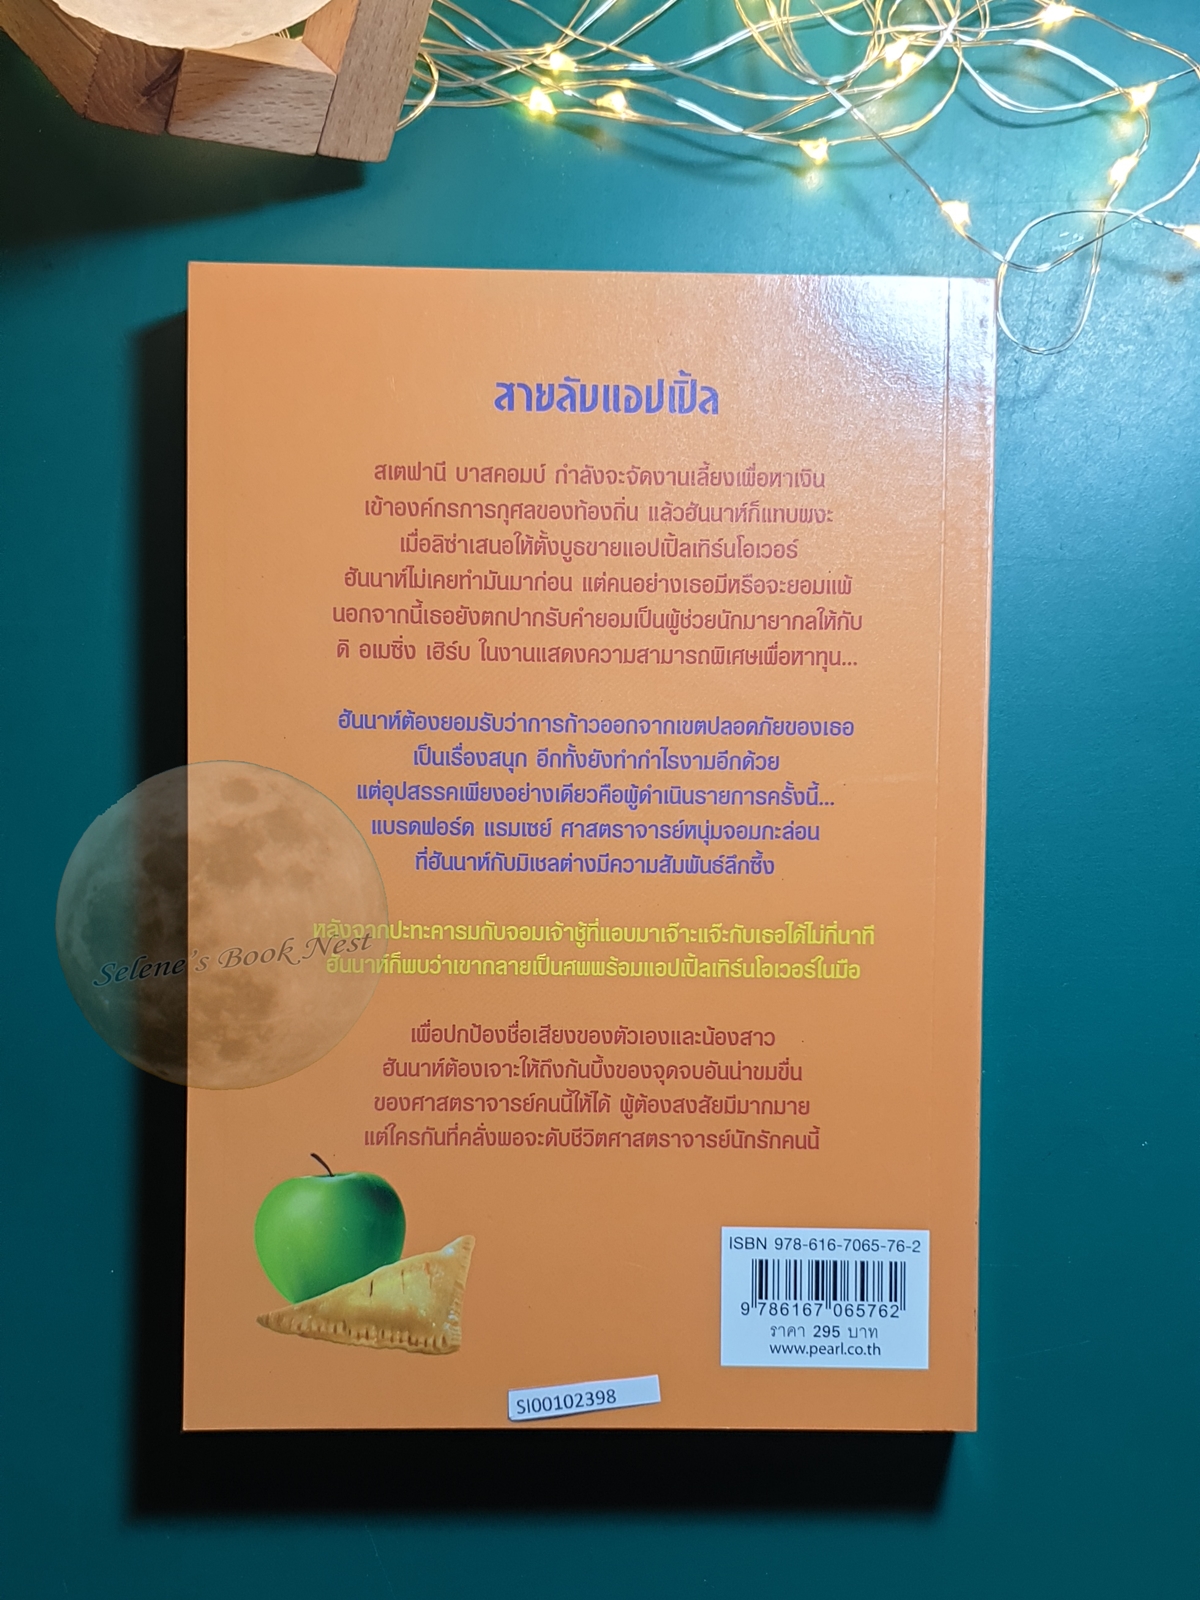 สายลับแอปเปิ้ล
สเตฟานี บาสคอมบ์ กำลังจะจัดงานเลี้ยงเพื่อหาเงิน
เข้าองค์กรการกุศลของท้องถิ่น แล้วฮันนาห์ก็แทบผงะ
เมื่อลิซ่าเสนอให้ตั้งบูธขายแอปเปิ้ลเทิร์นโอเวอร์
ฮันนาห์ไม่เคยทำมันมาก่อน แต่คนอย่างเธอมีหรือจะยอมแพ้
นอกจากนี้เธอยังตกปากรับคำยอมเป็นผู้ช่วยนักมายากลให้กับ
ดิ อเมซิ่ง เฮิร์บ ในงานแสดงความสามารถพิเศษเพื่อหาทุน...
ฮันนาห์ต้องยอมรับว่าการก้าวออกจากเขตปลอดภัยของเธอ
เป็นเรื่องสนุก อีกทั้งยังทำกำไรงามอีกด้วย
แต่อุปสรรคเพียงอย่างเดียวคือผู้ดำเนินรายการครั้งนี้...
แบรดฟอร์ด แรมเซย์ ศาสตราจารย์หนุ่มจอมกะล่อน
ที่ฮันนาห์กับมิเชลต่างมีความสัมพันธ์ลึกซึ้ง
หลังจากปะทะคารมกับจอมเจ้าชู้ที่แอบมาเจ๊าะแจ๊ะกับเธอได้ไม่กี่นาที
ฮันนาห์ก็พบว่าเขากลายเป็นศพพร้อมแอปเปิ้ลเทิร์นโอเวอร์ในมือ
Selene's Book Nest
เพื่อปกป้องชื่อเสียงของตัวเองและน้องสาว
ฮันนาห์ต้องเจาะให้ถึงก้นบึ้งของจุดจบอันน่าขมขื่น
ของศาสตราจารย์คนนี้ให้ได้ ผู้ต้องสงสัยมีมากมาย
แต่ใครกันที่คลั่งพอจะดับชีวิตศาสตราจารย์นักรักคนนี้
ISBN 978-616-7065-76-2
9 786167 065762
ราคา 295 บาท
www.pearl.co.th
SI00102398